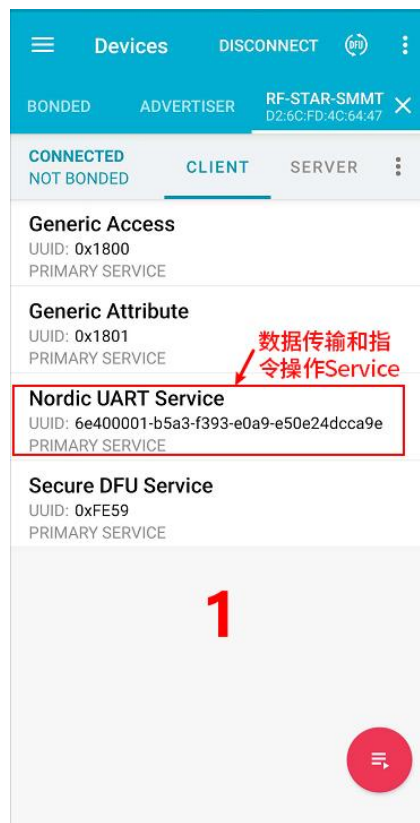 Devices DISCONNECT DFU
BONDED ADVERTISER RF-STAR-SMMT
D2:6C:FD:4C:64:47
CONNECTED
NOT BONDED
CLIENT SERVER
Generic Access
UUID: 0x1800
PRIMARY SERVICE
Generic Attribute
UUID: 0x1801
PRIMARY SERVICE
数据传输和指
令操作Service
Nordic UART Service
UUID: 6e400001-b5a3-f393-e0a9-e50e24dcca9e
PRIMARY SERVICE
Secure DFU Service
UUID: 0xFE59
PRIMARY SERVICE
1